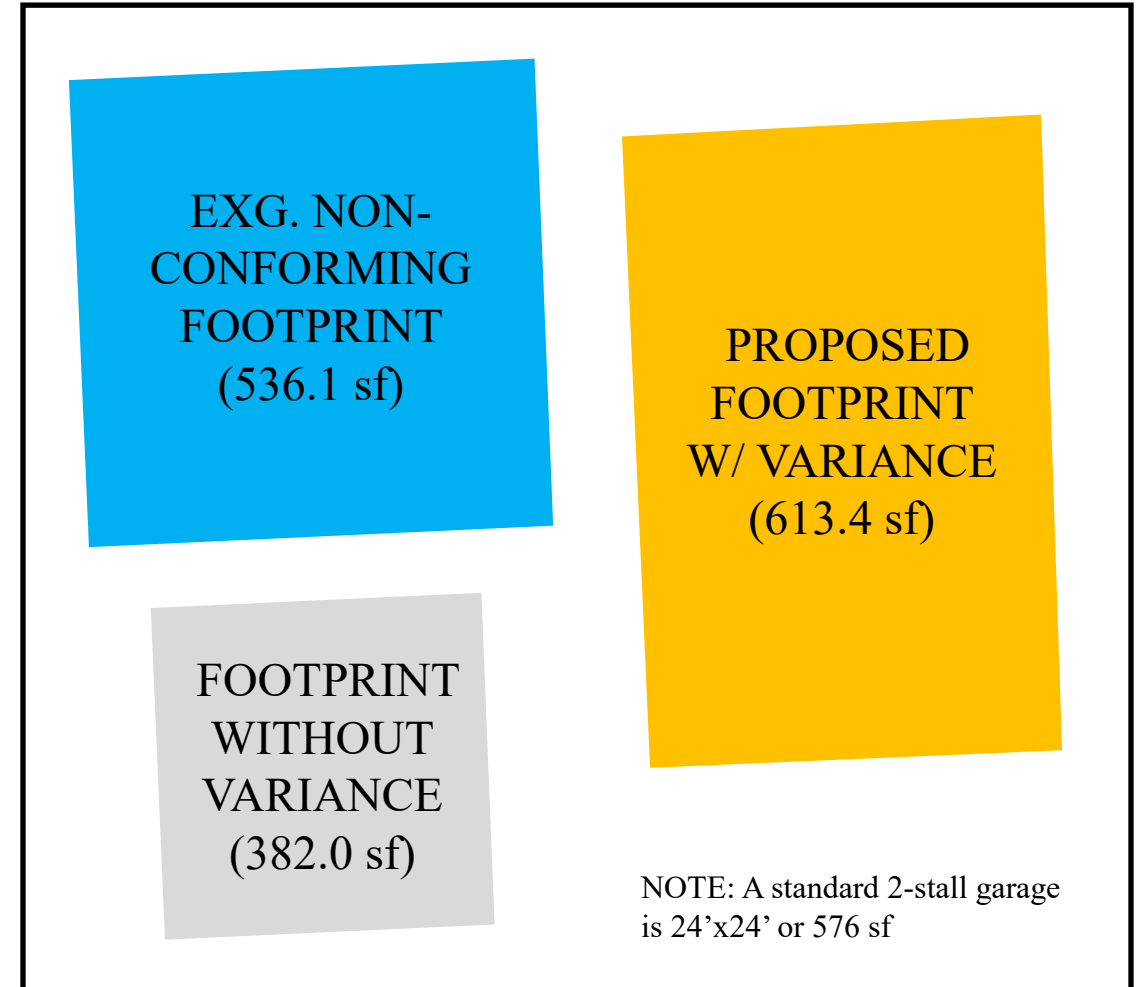 EXG. NON-
CONFORMING
FOOTPRINT
(536.1 sf)
PROPOSED
FOOTPRINT
W/ VARIANCE
(613.4 sf)
FOOTPRINT
WITHOUT
VARIANCE
(382.0 sf)
NOTE: A standard 2-stall garage
is 24’x24’ or 576 sf